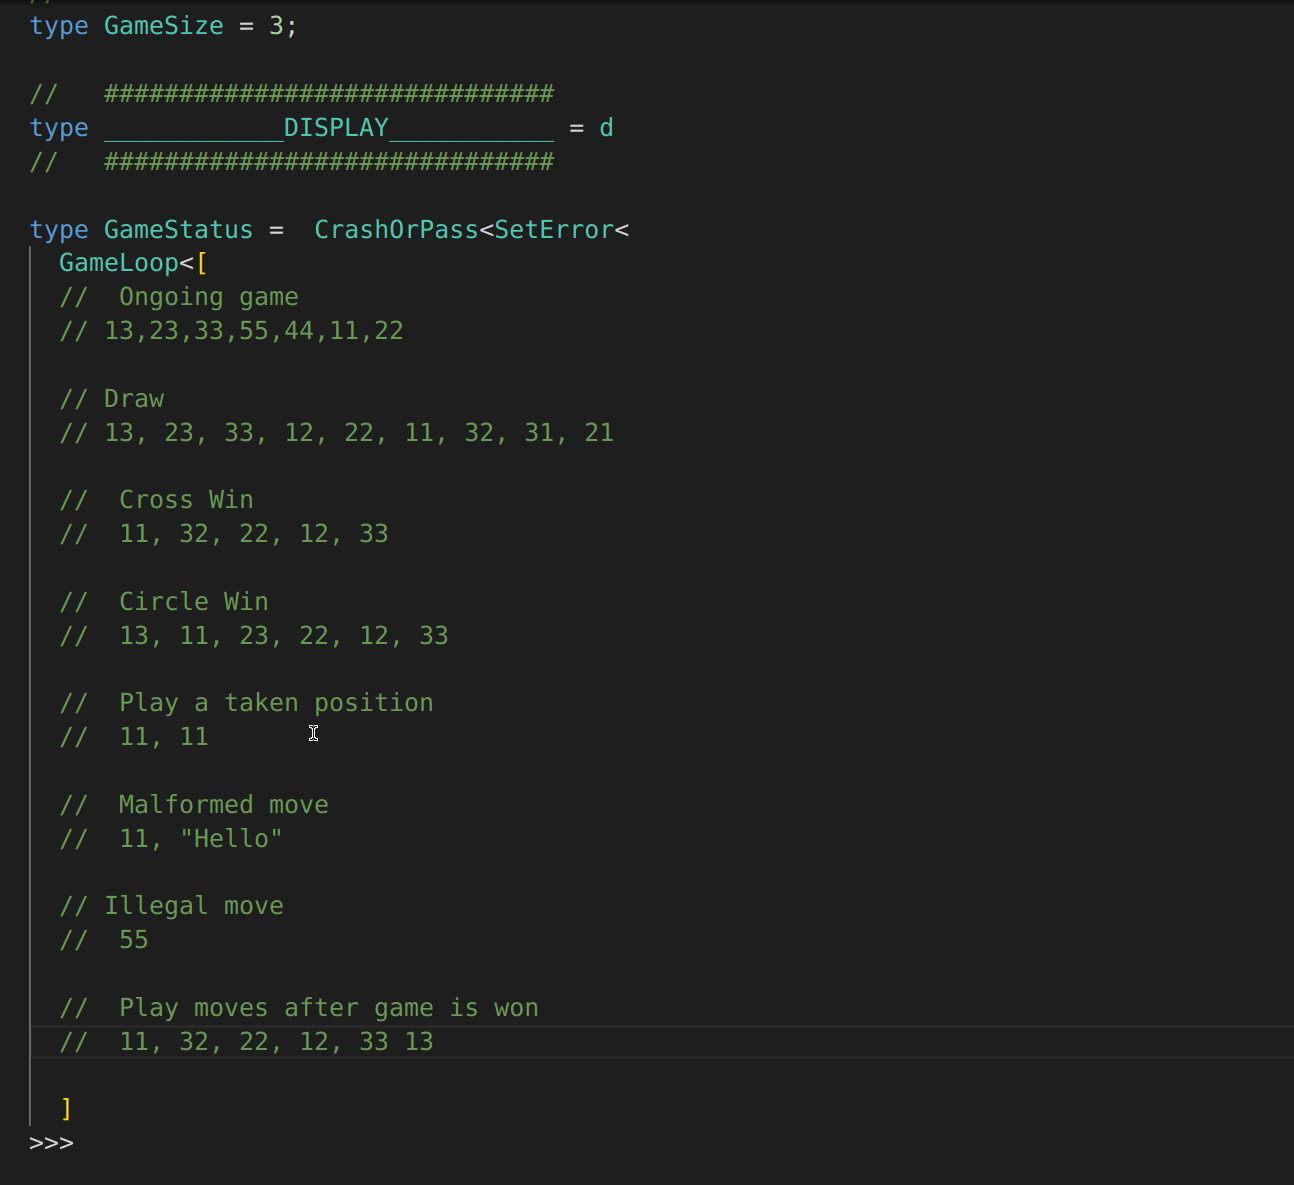 type GameSize = 3;
//   ##############################
type ____________DISPLAY___________ = d
//   ##############################
type GameStatus =  CrashOrPass<SetError<
GameLoop<[
//  Ongoing game
// 13,23,33,55,44,11,22
// Draw
// 13, 23, 33, 12, 22, 11, 32, 31, 21
//  Cross Win
//  11, 32, 22, 12, 33
//  Circle Win
//  13, 11, 23, 22, 12, 33
//  Play a taken position
//  11, 11
//  Malformed move
//  11, "Hello"
// Illegal move
//  55
//  Play moves after game is won
//  11, 32, 22, 12, 33 13
]
>>>